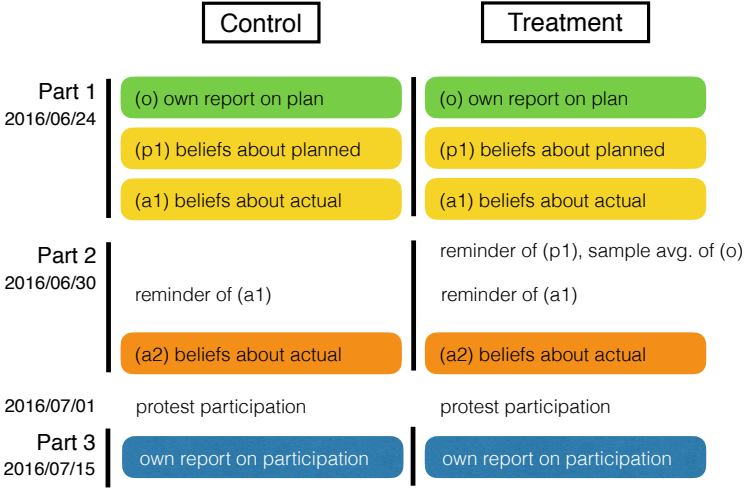 Control
Treatment
Part 1
2016/06/24
(o) own report on plan
(o) own report on plan
(p1) beliefs about planned
(p1) beliefs about planned
(a1) beliefs about actual
(a1) beliefs about actual
Part 2
2016/06/30
reminder of (p1), sample avg. of (o)
reminder of (a1)
reminder of (a1)
(a2) beliefs about actual
(a2) beliefs about actual
2016/07/01
protest participation
protest participation
Part 3
2016/07/15
own report on participation
own report on participation